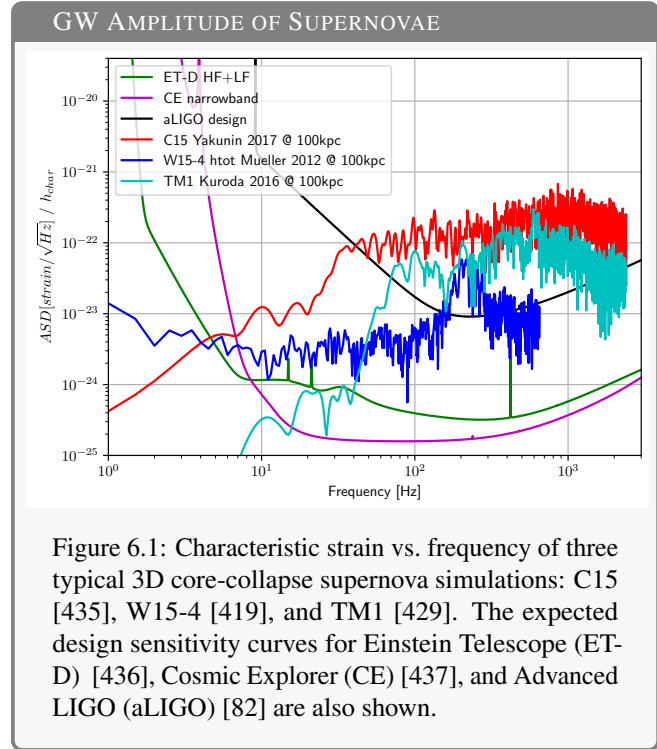 GW AMPLITUDE OF SUPERNOVAE
ET-D HF+LF
CE narrowband
aLIGO design
C15 Yakunin 2017 @ 100kpc
W15-4 htot Mueller 2012 @ 100kpc
TM1 Kuroda 2016 @ 100kpc
10⁻²⁰
10⁻²¹
10⁻²²
10⁻²³
10⁻²⁴
10⁻²⁵
ASD[strain/√Hz] / h_char
10⁰
10¹
10²
10³
Frequency [Hz]
Figure 6.1: Characteristic strain vs. frequency of three
typical 3D core-collapse supernova simulations: C15
[435], W15-4 [419], and TM1 [429]. The expected
design sensitivity curves for Einstein Telescope (ET-
D) [436], Cosmic Explorer (CE) [437], and Advanced
LIGO (aLIGO) [82] are also shown.